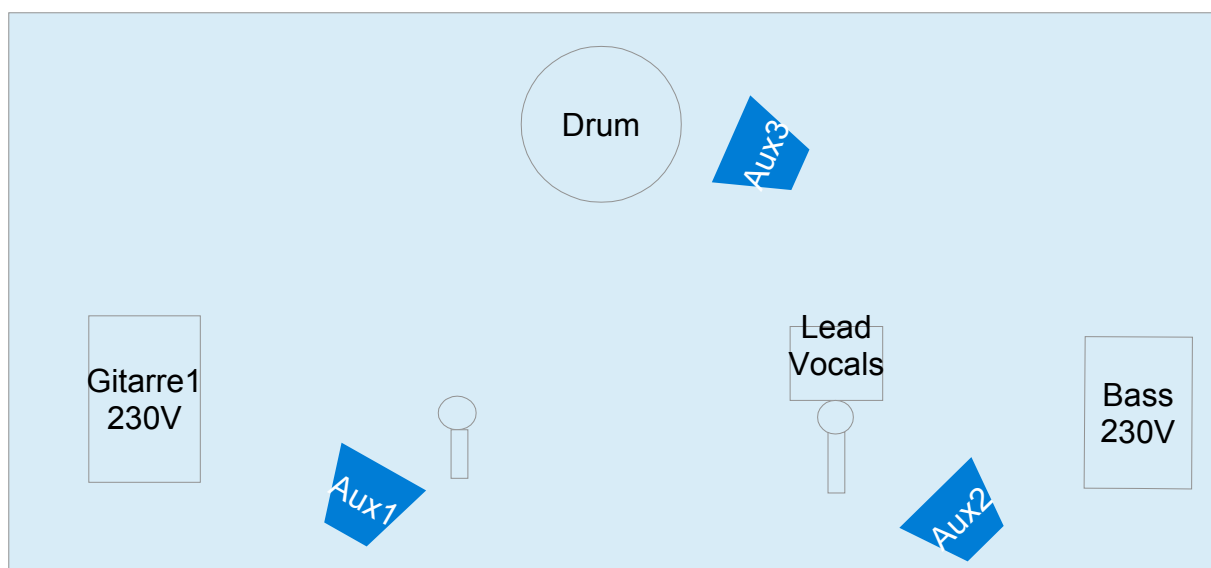 Drum
Aux3
Lead
Vocals
Gitarre1
230V
Bass
230V
Aux1
Aux2